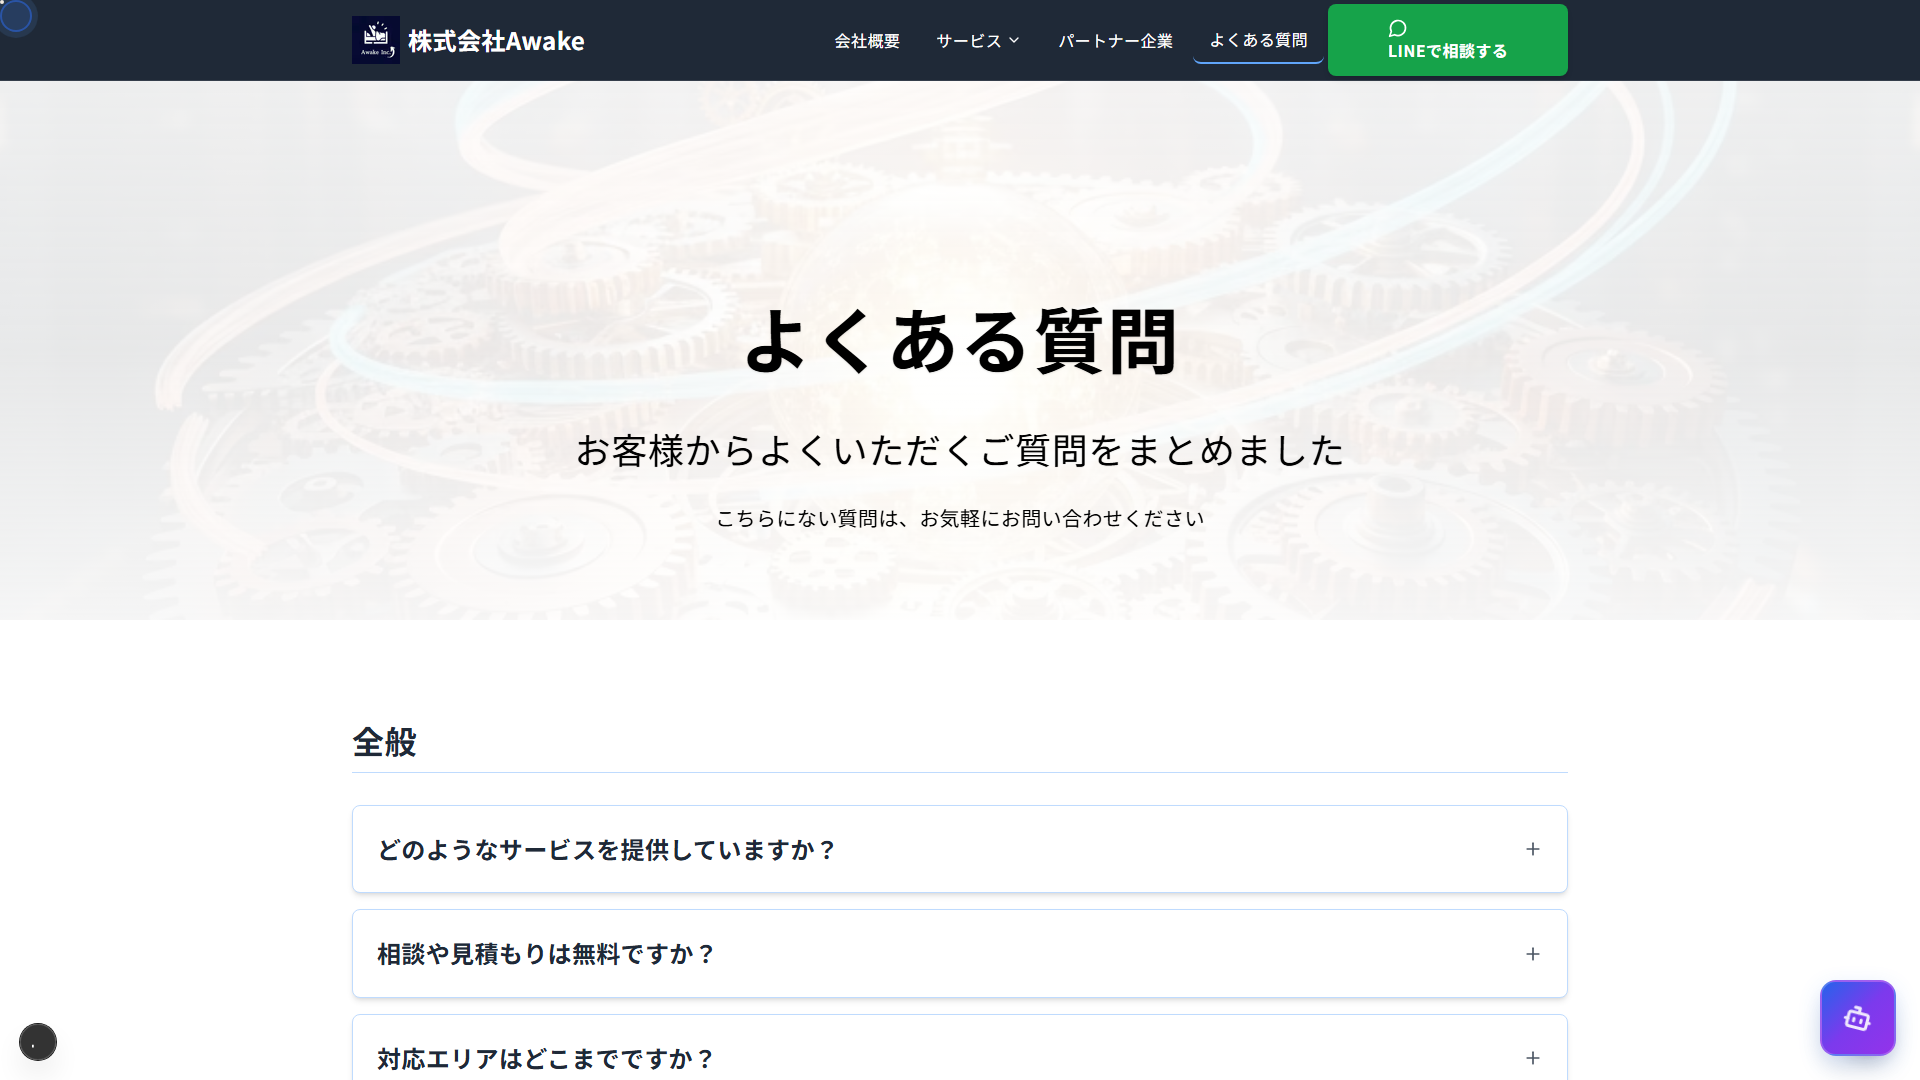 Awake Inc.
株式会社Awake
会社概要
サービス
パートナー企業
よくある質問
LINEで相談する
よくある質問
お客様からよくいただくご質問をまとめました
こちらにない質問は、お気軽にお問い合わせください
全般
どのようなサービスを提供していますか？
相談や見積もりは無料ですか？
対応エリアはどこまでですか？